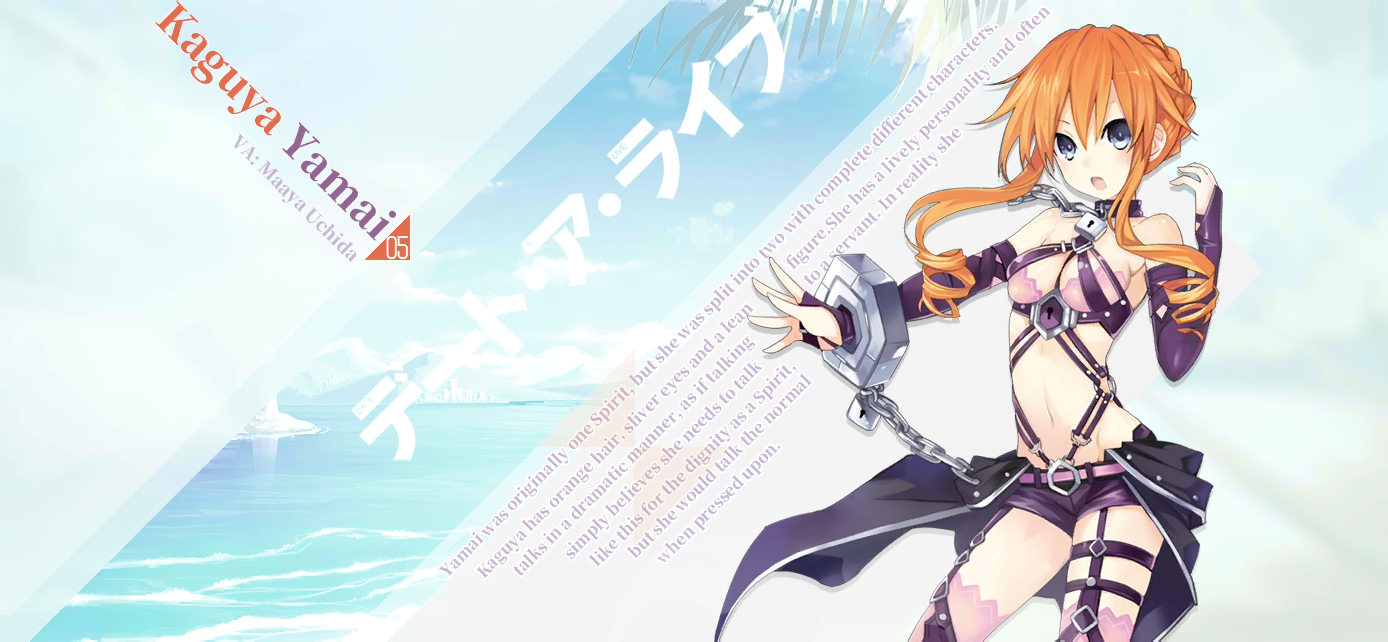 Kaguya Yamai
VA: Maaya Uchida
05
デート・ア・ライブ
LIVE
Yamai was originally one Spirit, but she was split into two with complete different characters.
Kaguya has orange hair, sliver eyes and a lean figure.She has a lively personality and often
talks in a dramatic manner, as if talking to a servant. In reality she
simply believes she needs to talk
like this for the dignity as a Spirit,
but she would talk the normal
when pressed upon.